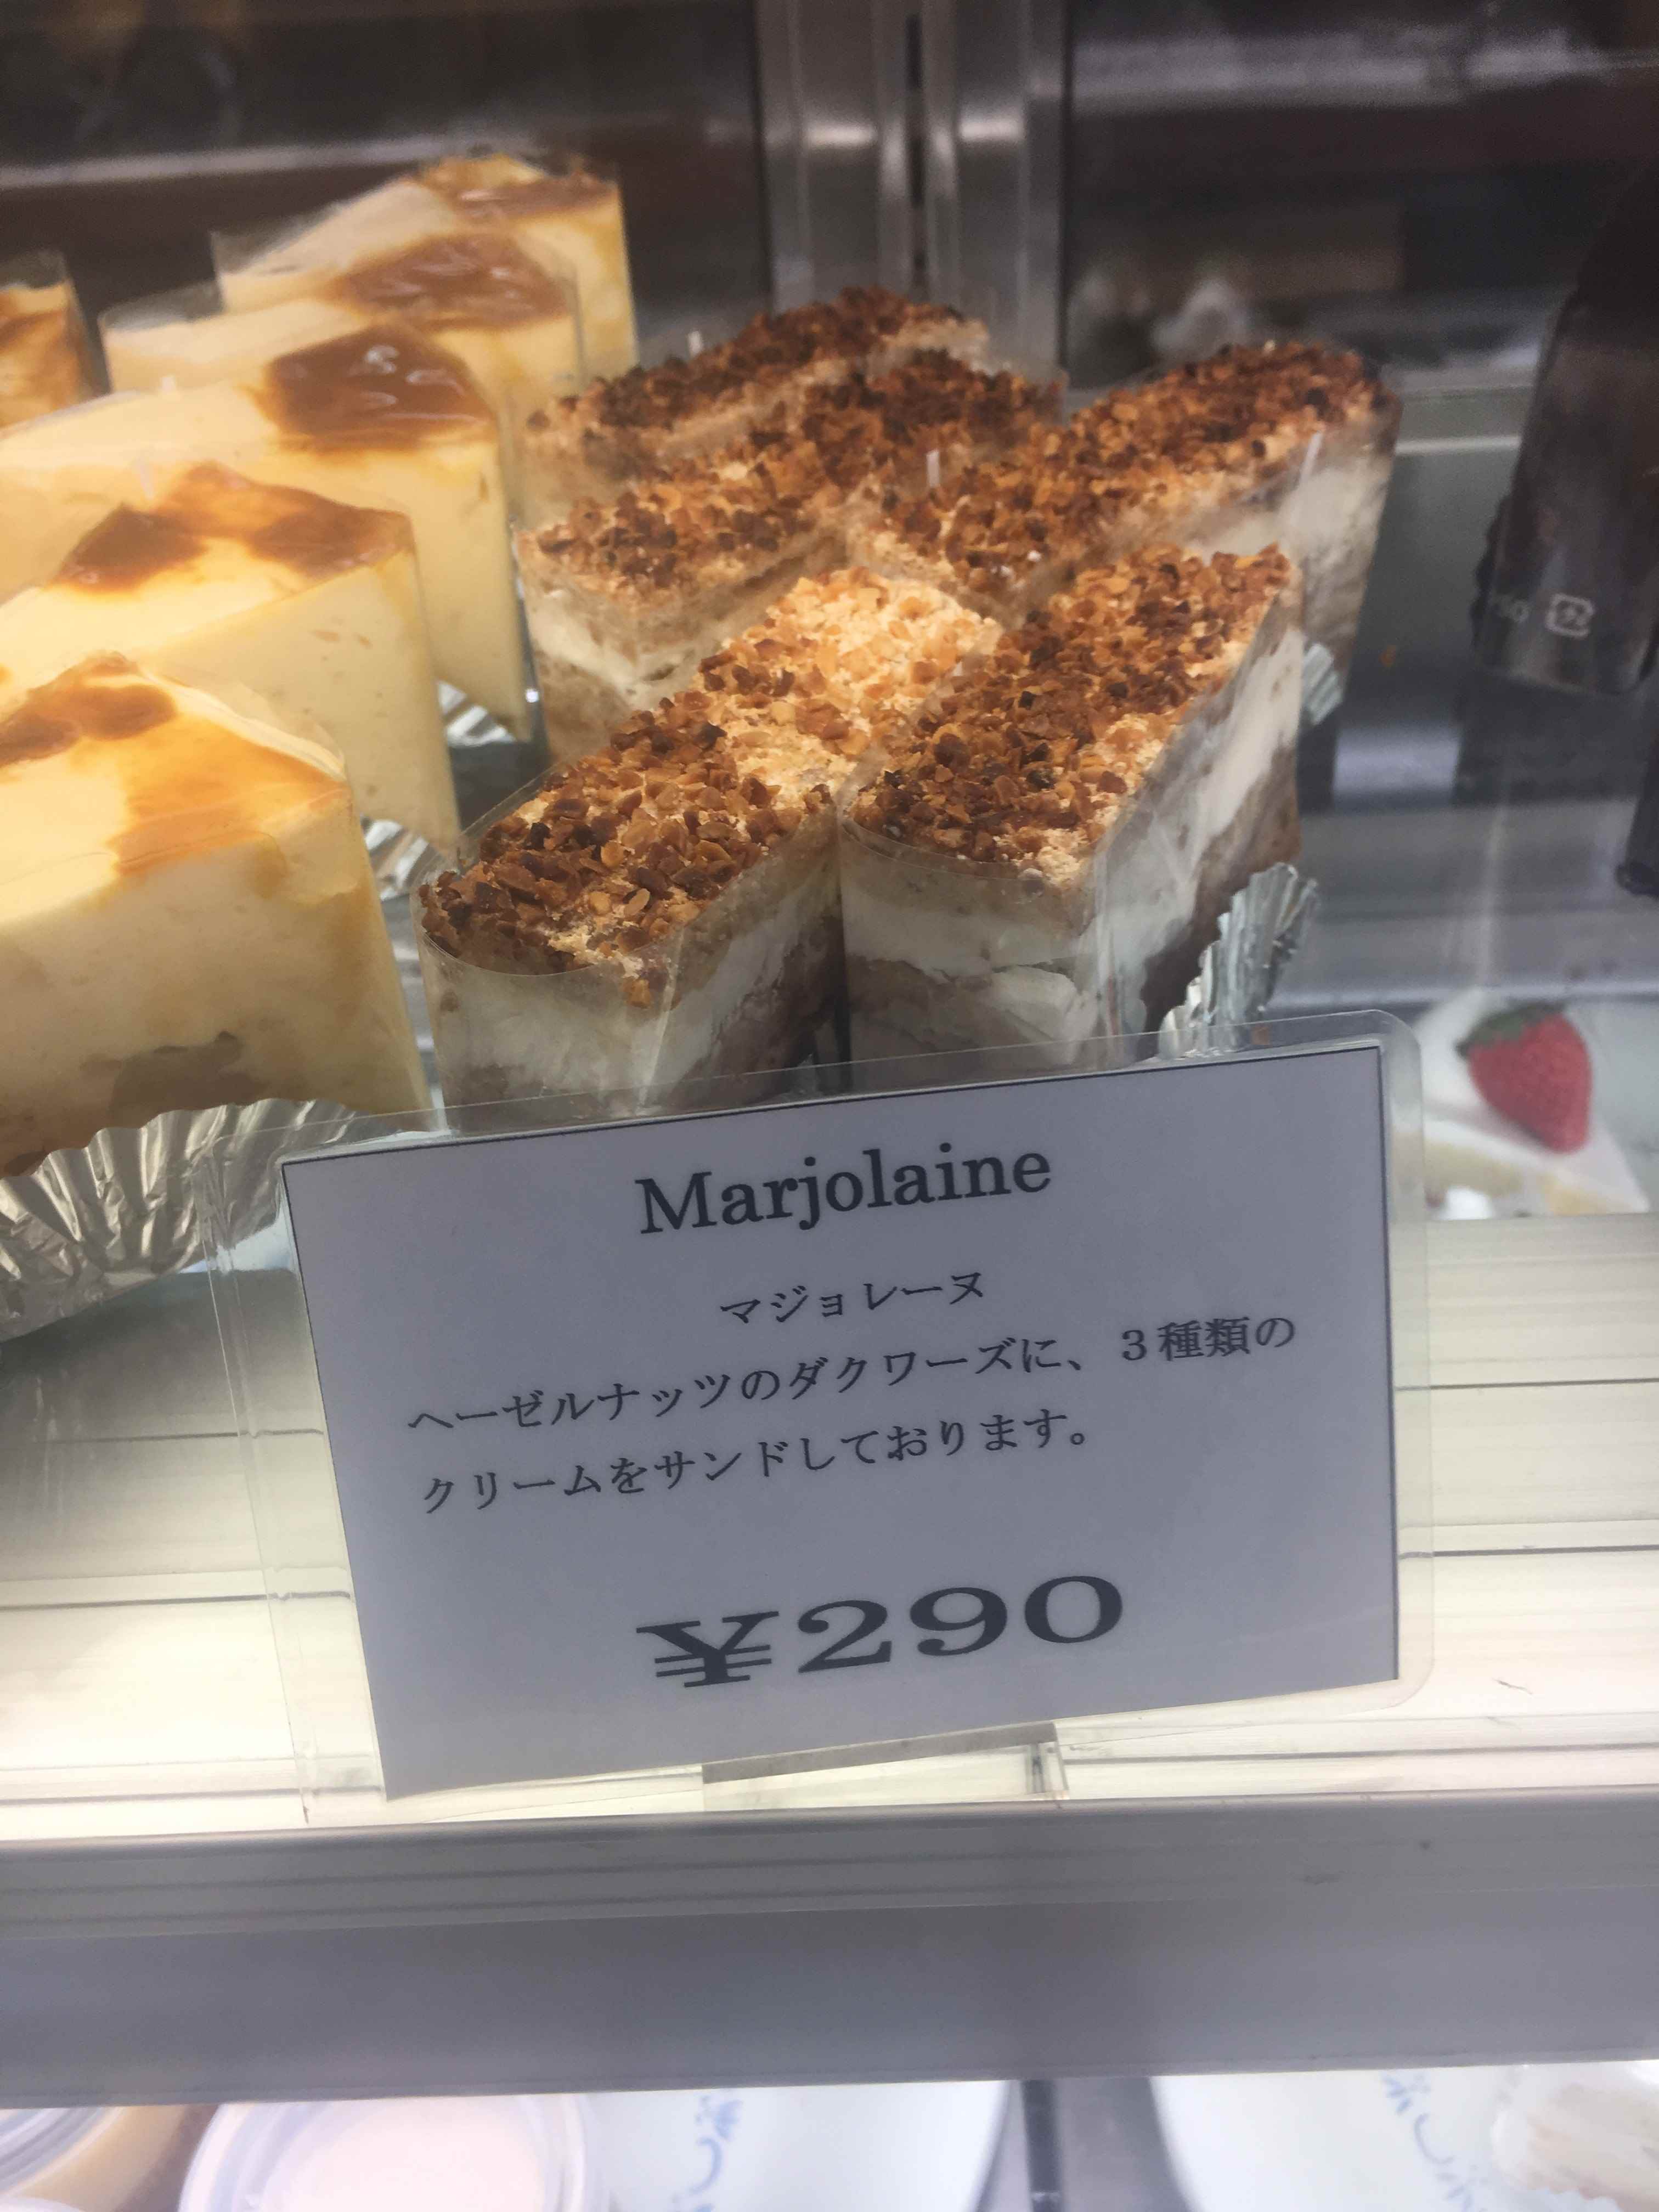 Marjolaine
マジョレーヌ
ヘーゼルナッツのダクワーズに、３種類の
クリームをサンドしております。
¥290